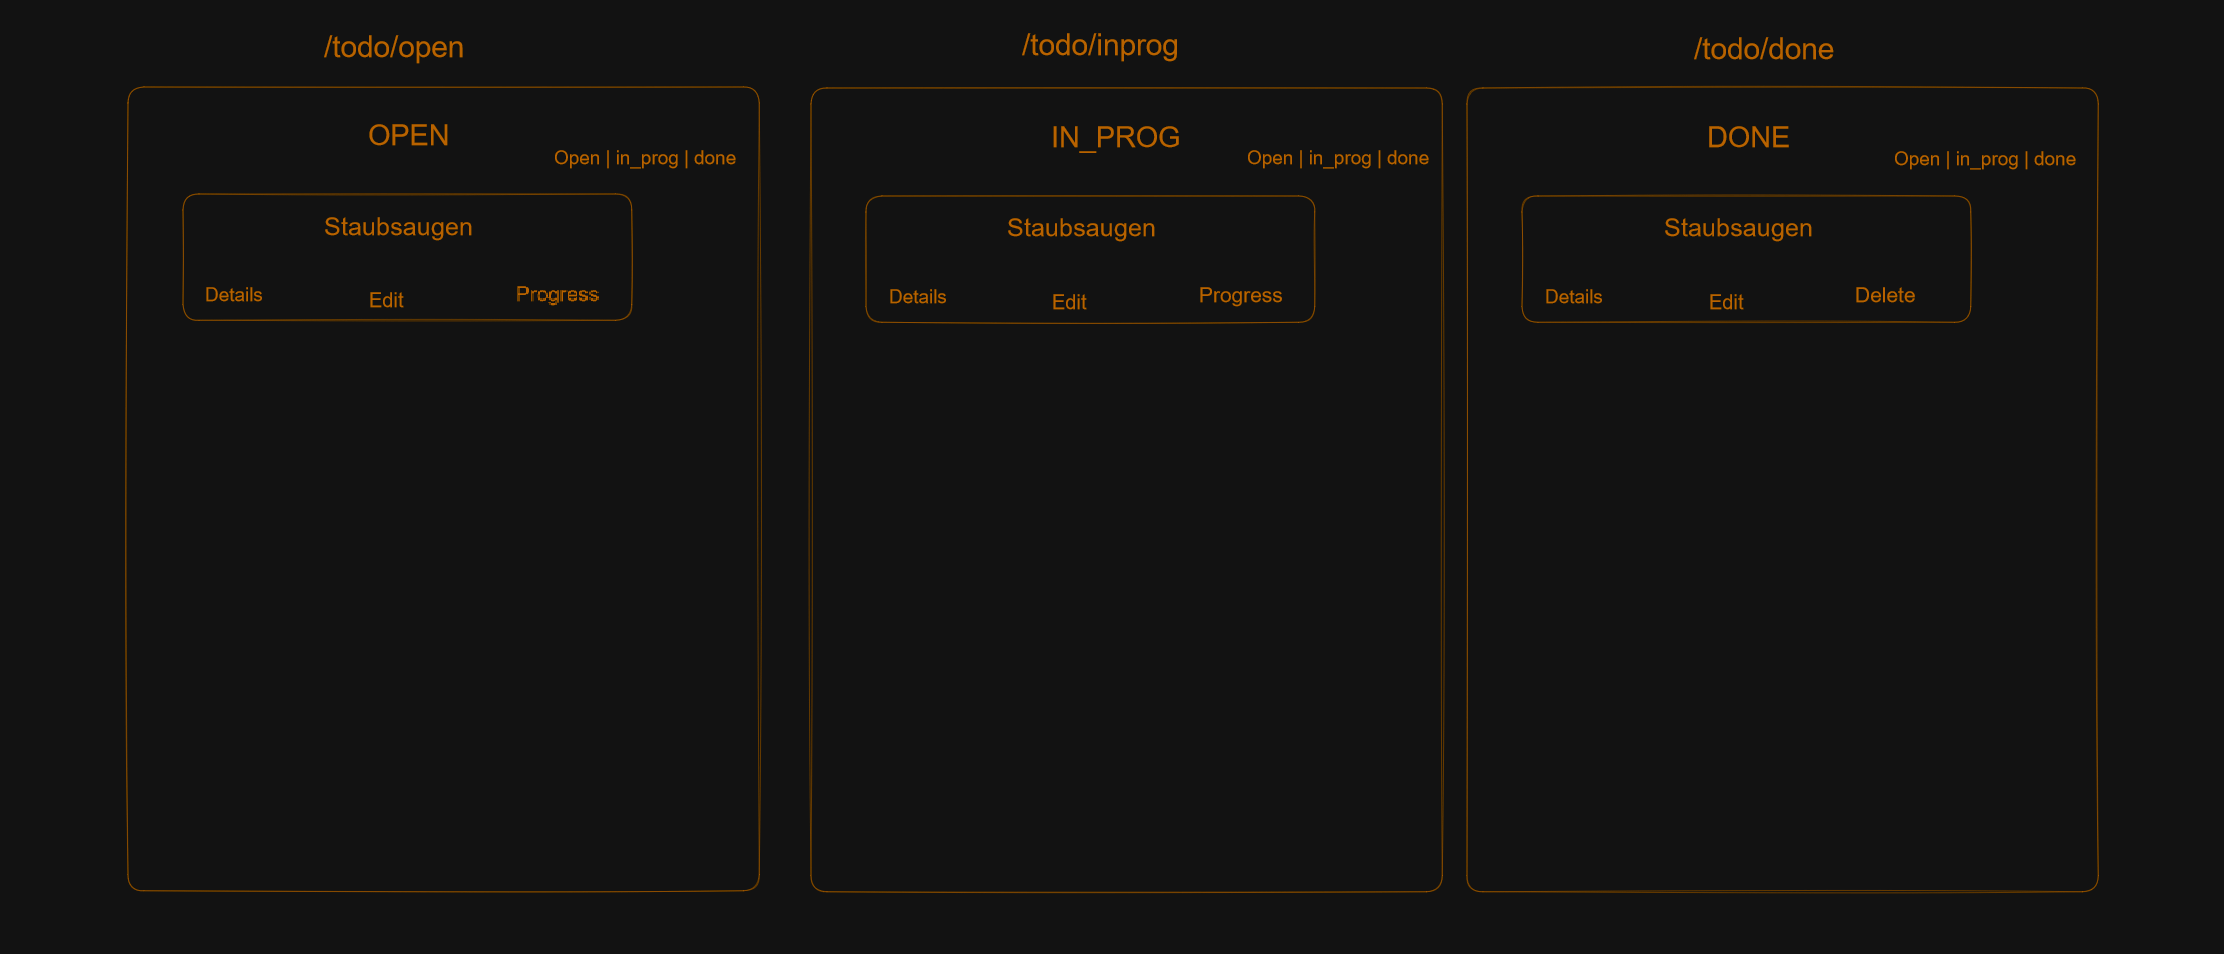 /todo/open
OPEN
Open | in_prog | done
Staubsaugen
Details
Edit
Progress
/todo/inprog
IN_PROG
Open | in_prog | done
Staubsaugen
Details
Edit
Progress
/todo/done
DONE
Open | in_prog | done
Staubsaugen
Details
Edit
Delete